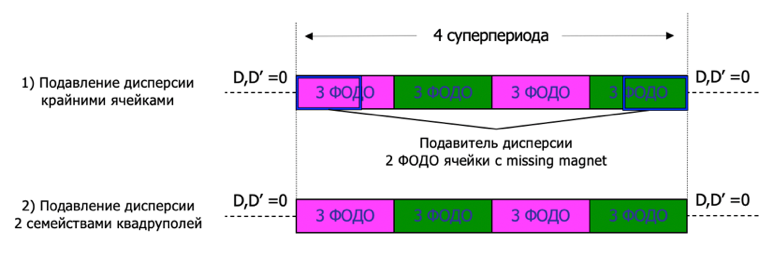 4 суперпериода
D,D’ =0
D,D’ =0
1) Подавление дисперсии
крайними ячейками
3 ФОДО
3 ФОДО
3 ФОДО
3 ФОДО
Подавитель дисперсии
2 ФОДО ячейки с missing magnet
D,D’ =0
D,D’ =0
2) Подавление дисперсии
2 семействами квадруполей
3 ФОДО
3 ФОДО
3 ФОДО
3 ФОДО